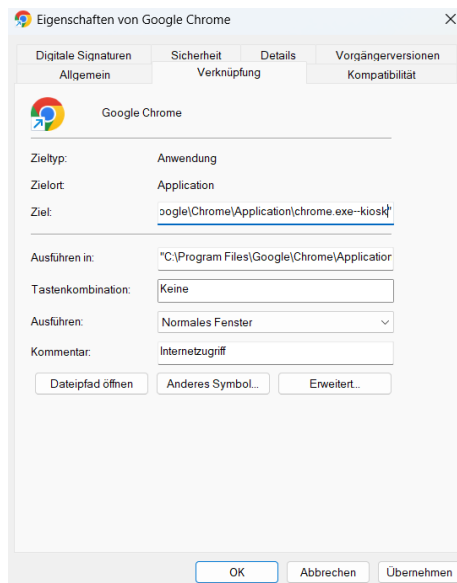 Eigenschaften von Google Chrome
Digitale Signaturen Sicherheit Details Vorgängerversionen
Allgemein Verknüpfung Kompatibilität
Google Chrome
Zieltyp: Anwendung
Zielort: Application
Ziel: oogle\Chrome\Application\chrome.exe--kiosk"
Ausführen in: "C:\Program Files\Google\Chrome\Application
Tastenkombination: Keine
Ausführen: Normales Fenster
Kommentar: Internetzugriff
Dateipfad öffnen Anderes Symbol... Erweitert...
OK Abbrechen Übernehmen